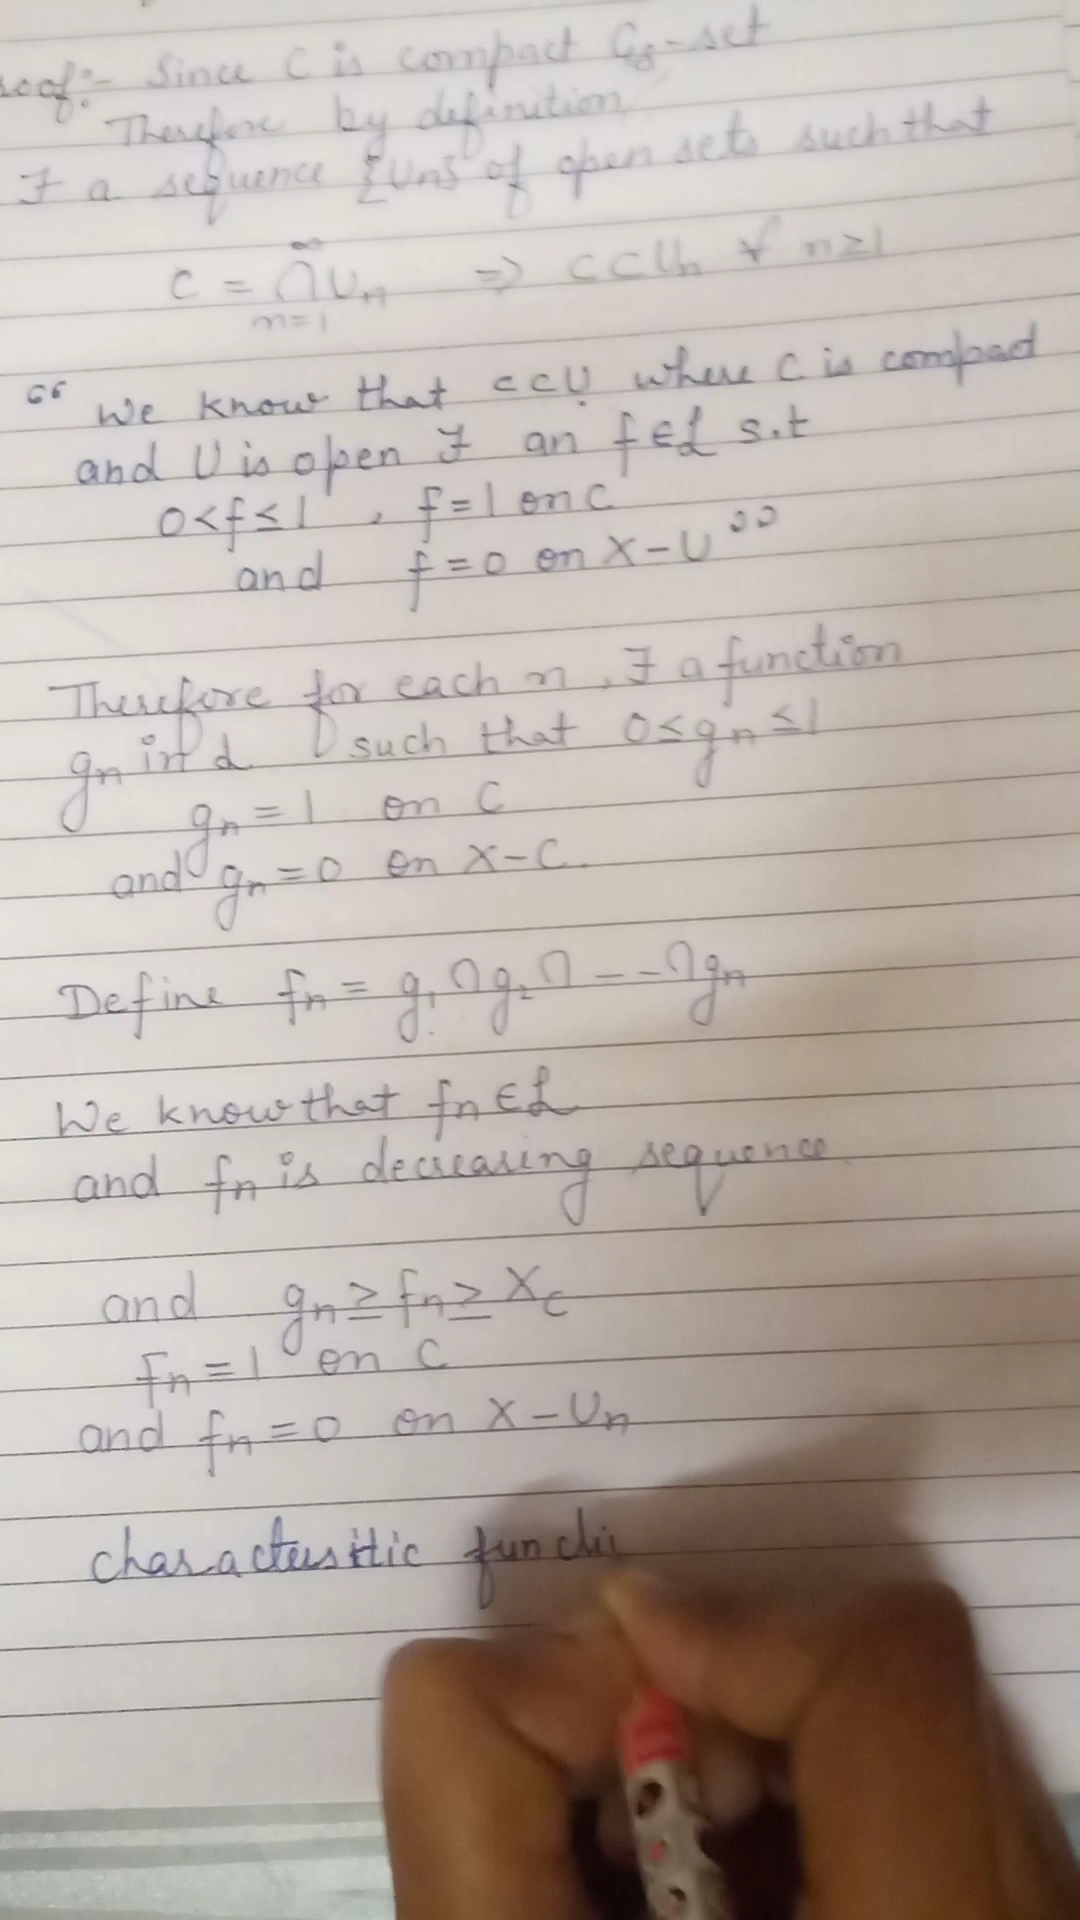 roof:- Since C is compact Gδ-set
Therefore by definition
∃ a sequence {Un} of open sets such that
C = ∞∩n=1 Un ⇒ C⊂Un ∀ n≥1
“ We know that C⊂U where C is compact
and U is open ∃ an f∈L s.t
0<f≤1 , f=1 on C
and f=0 on X-U ”
Therefore for each n, ∃ a function
gn in L such that 0≤gn≤1
gn=1 on C
and gn=0 on X-C.
Define fn = g1∩g2∩---∩gn
We know that fn∈L
and fn is decreasing sequence
and gn≥fn≥Xc
fn=1 on C
and fn=0 on X-Un
characteristic functi